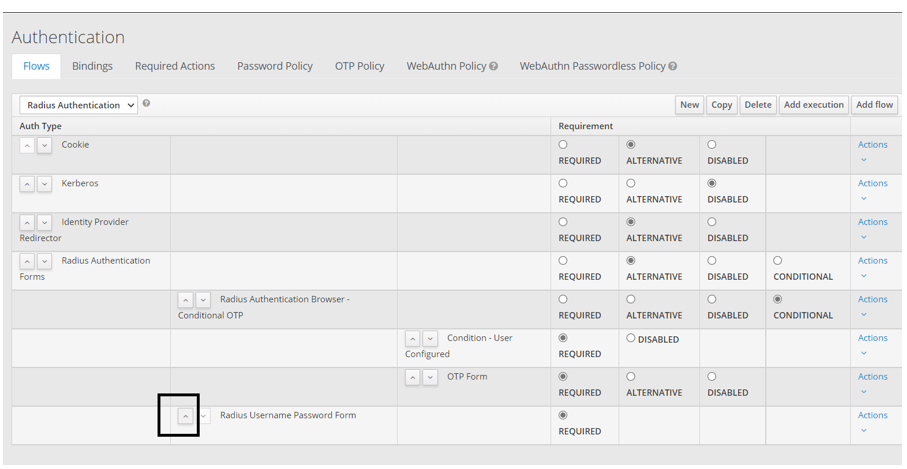 Authentication
Flows Bindings Required Actions Password Policy OTP Policy WebAuthn Policy WebAuthn Passwordless Policy
Radius Authentication New Copy Delete Add execution Add flow
Auth Type Requirement
Cookie Actions
REQUIRED ALTERNATIVE DISABLED
Kerberos Actions
REQUIRED ALTERNATIVE DISABLED
Identity Provider Actions
Redirector REQUIRED ALTERNATIVE DISABLED
Radius Authentication Actions
Forms REQUIRED ALTERNATIVE DISABLED CONDITIONAL
Radius Authentication Browser - Actions
Conditional OTP REQUIRED ALTERNATIVE DISABLED CONDITIONAL
Condition - User DISABLED Actions
Configured REQUIRED
OTP Form Actions
REQUIRED ALTERNATIVE DISABLED
Radius Username Password Form Actions
REQUIRED